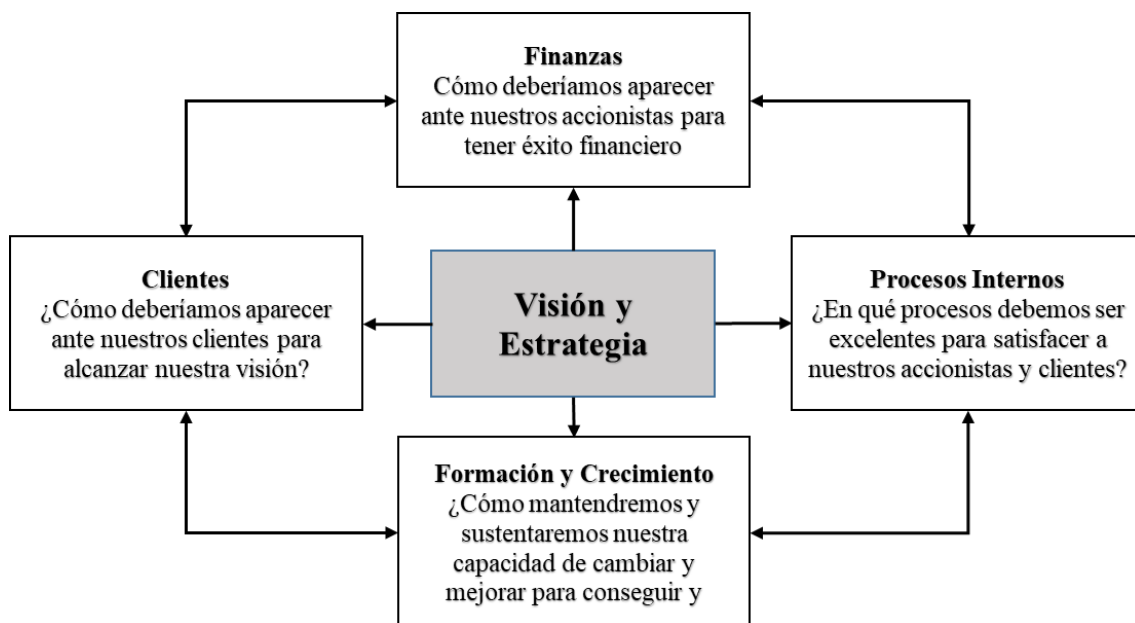 Finanzas
Cómo deberíamos aparecer
ante nuestros accionistas para
tener éxito financiero
Clientes
¿Cómo deberíamos aparecer
ante nuestros clientes para
alcanzar nuestra visión?
Visión y
Estrategia
Procesos Internos
¿En qué procesos debemos ser
excelentes para satisfacer a
nuestros accionistas y clientes?
Formación y Crecimiento
¿Cómo mantendremos y
sustentaremos nuestra
capacidad de cambiar y
mejorar para conseguir y